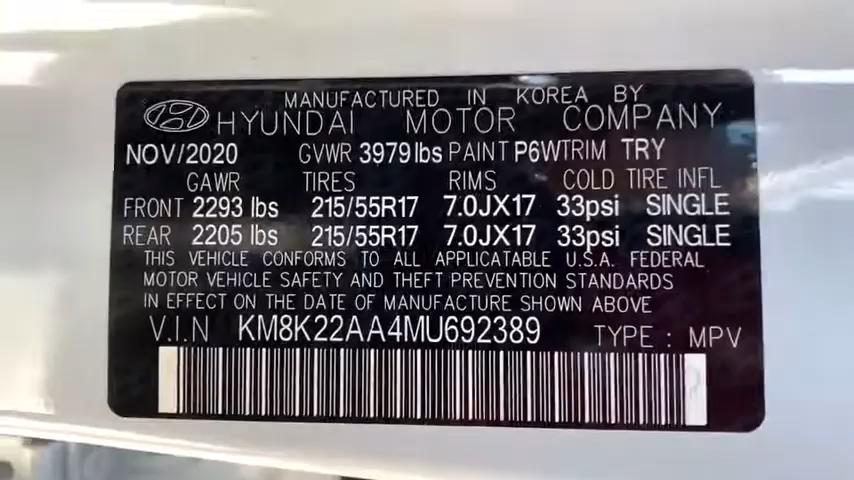 MANUFACTURED IN KOREA BY
HYUNDAI MOTOR COMPANY
NOV/2020 GVWR 3979lbs PAINT P6W TRIM TRY
GAWR TIRES RIMS COLD TIRE INFL
FRONT 2293 lbs 215/55R17 7.0JX17 33psi SINGLE
REAR 2205 lbs 215/55R17 7.0JX17 33psi SINGLE
THIS VEHICLE CONFORMS TO ALL APPLICATABLE U.S.A. FEDERAL
MOTOR VEHICLE SAFETY AND THEFT PREVENTION STANDARDS
IN EFFECT ON THE DATE OF MANUFACTURE SHOWN ABOVE
V.I.N KM8K22AA4MU692389 TYPE : MPV